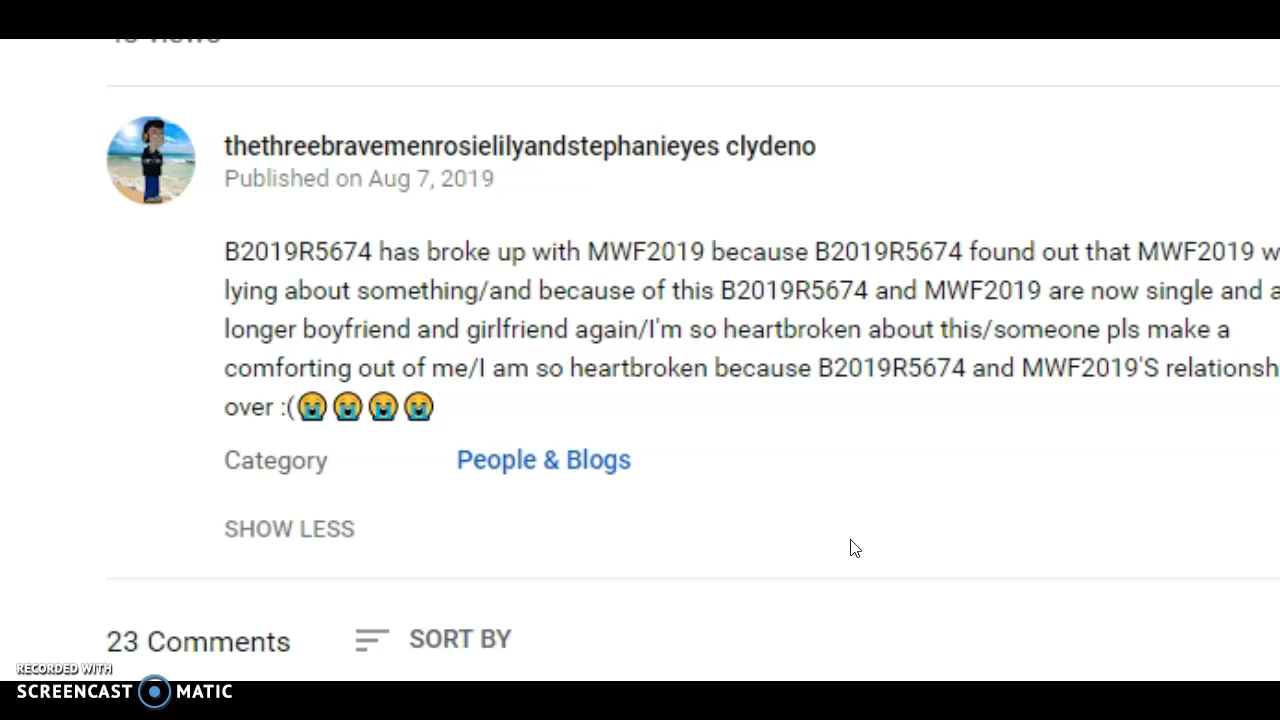 thethreebravemenrosielilyandstephanieyes clydeno
Published on Aug 7, 2019
B2019R5674 has broke up with MWF2019 because B2019R5674 found out that MWF2019
lying about something/and because of this B2019R5674 and MWF2019 are now single and
longer boyfriend and girlfriend again/I'm so heartbroken about this/someone pls make a
comforting out of me/I am so heartbroken because B2019R5674 and MWF2019'S relationsh
over :(😭😭😭😭
Category People & Blogs
SHOW LESS
23 Comments SORT BY
RECORDED WITH
SCREENCAST MATIC